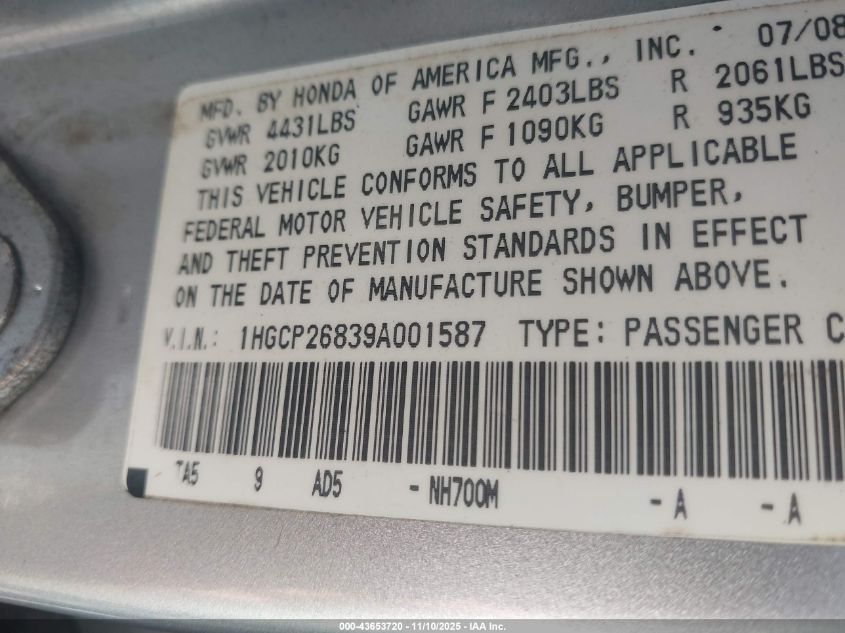 MFD. BY HONDA OF AMERICA MFG., INC. 07/08
GVWR 4431LBS GAWR F 2403LBS R 2061LBS
GVWR 2010KG GAWR F 1090KG R 935KG
THIS VEHICLE CONFORMS TO ALL APPLICABLE
FEDERAL MOTOR VEHICLE SAFETY, BUMPER,
AND THEFT PREVENTION STANDARDS IN EFFECT
ON THE DATE OF MANUFACTURE SHOWN ABOVE.
V.I.N.: 1HGCP26839A001587 TYPE: PASSENGER C
TA5 9 AD5 - NH700M - A - A
000-43653720 - 11/10/2025 - IAA Inc.